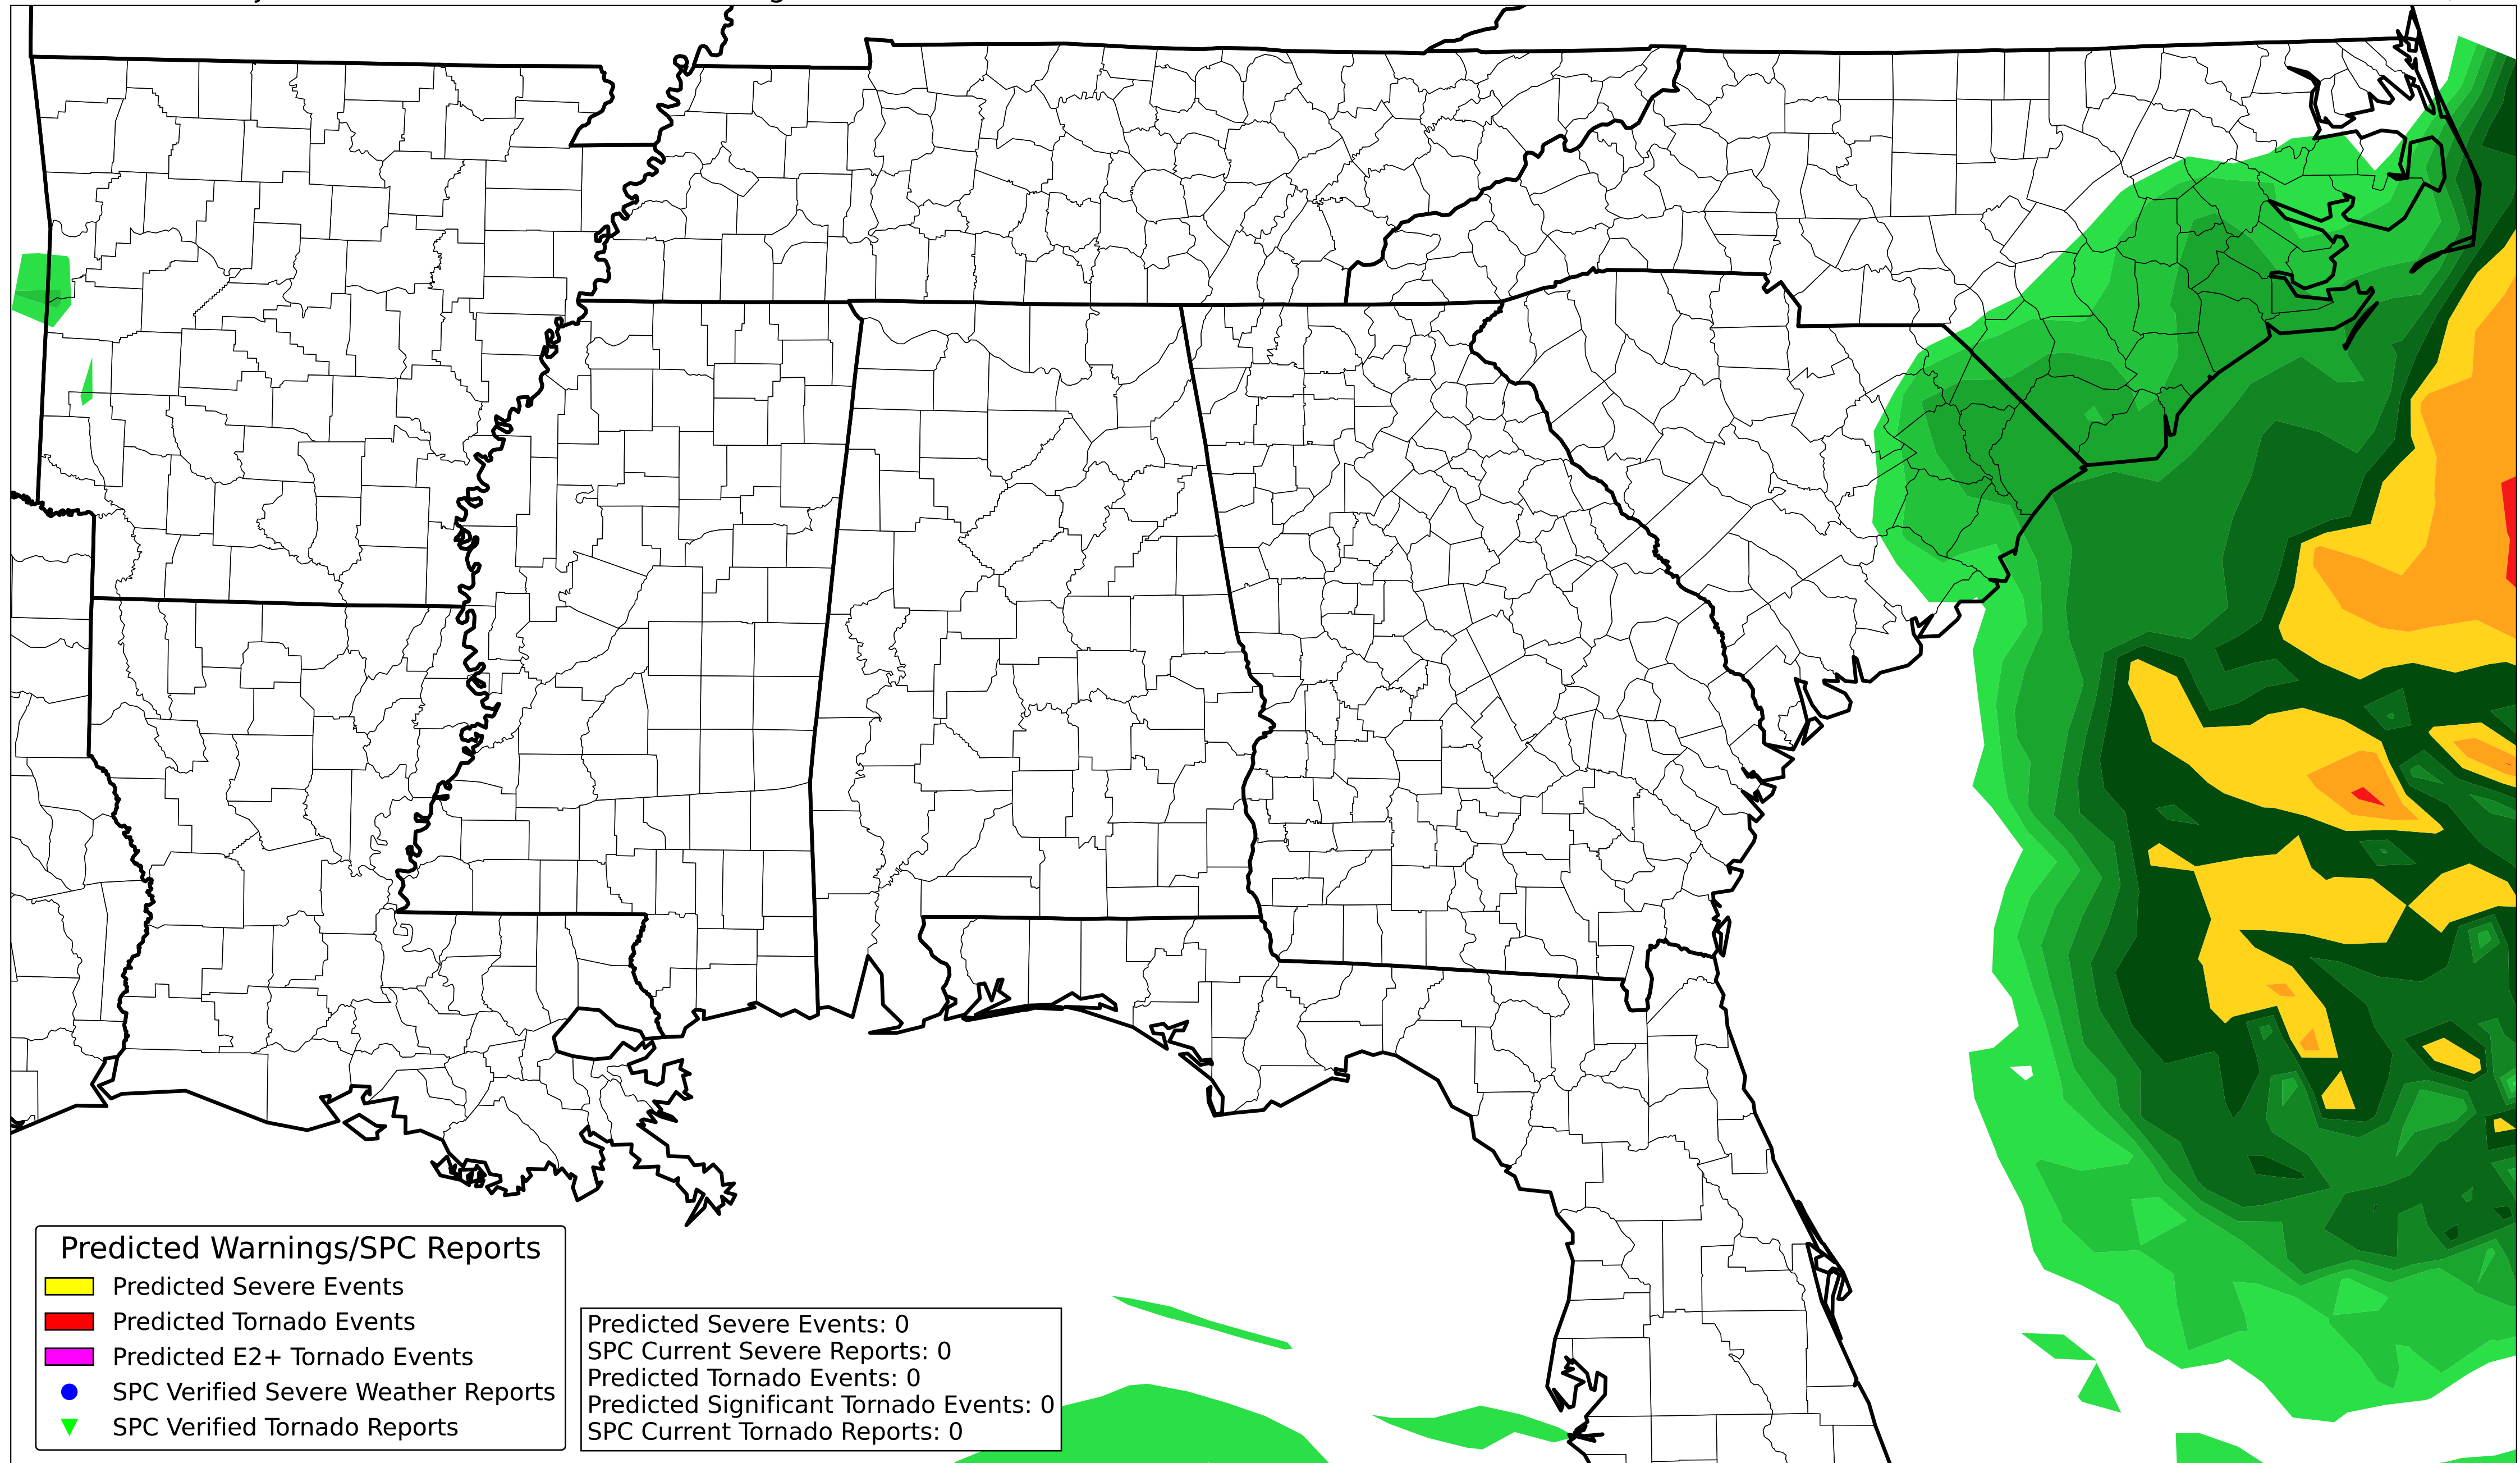 Predicted Warnings/SPC Reports
Predicted Severe Events
Predicted Tornado Events
Predicted E2+ Tornado Events
SPC Verified Severe Weather Reports
SPC Verified Tornado Reports
Predicted Severe Events: 0
SPC Current Severe Reports: 0
Predicted Tornado Events: 0
Predicted Significant Tornado Events: 0
SPC Current Tornado Reports: 0